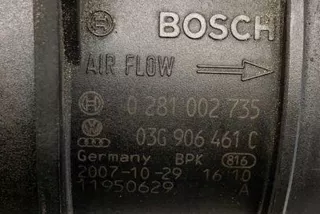 BOSCH
AIR FLOW
0 281 002 735
03G 906 461 C
Germany BPK 816
2007-10-29 16 10
11950629 A